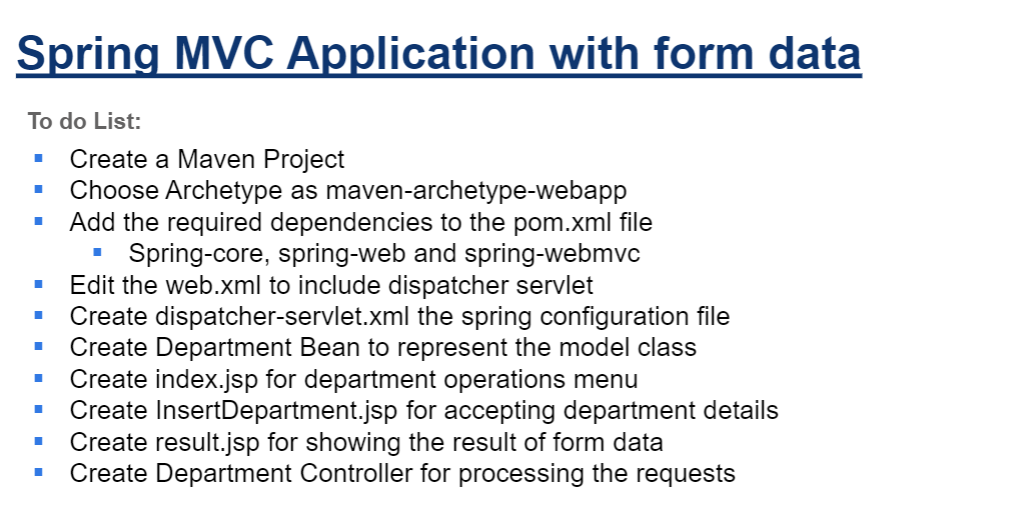 Spring MVC Application with form data
To do List:
Create a Maven Project
Choose Archetype as maven-archetype-webapp
Add the required dependencies to the pom.xml file
Spring-core, spring-web and spring-webmvc
Edit the web.xml to include dispatcher servlet
Create dispatcher-servlet.xml the spring configuration file
Create Department Bean to represent the model class
Create index.jsp for department operations menu
Create InsertDepartment.jsp for accepting department details
Create result.jsp for showing the result of form data
Create Department Controller for processing the requests